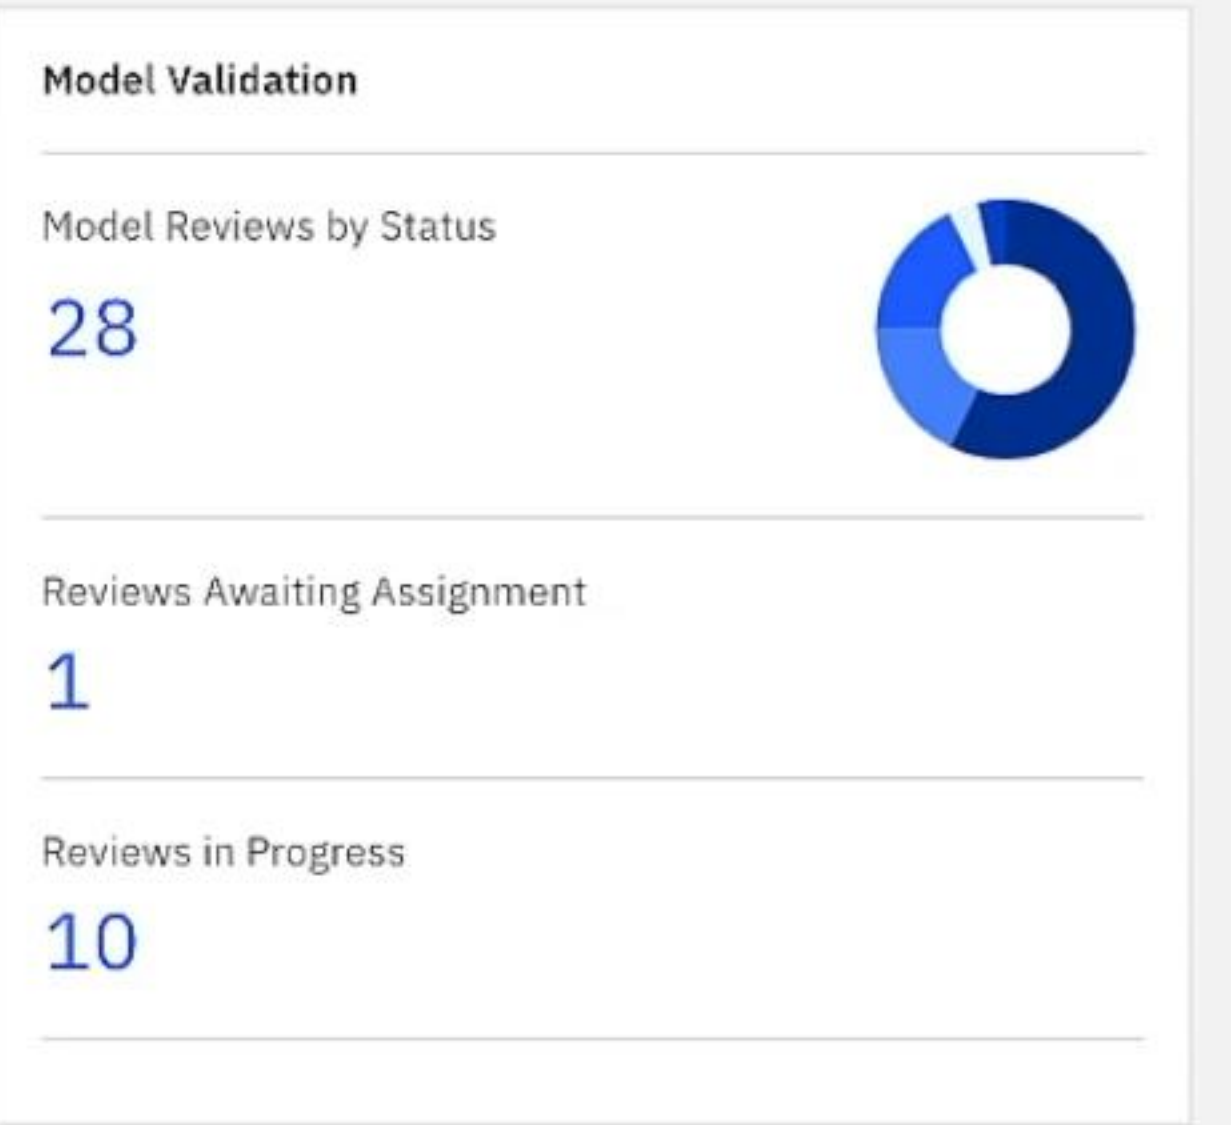 Model Validation
Model Reviews by Status
28
Reviews Awaiting Assignment
1
Reviews in Progress
10